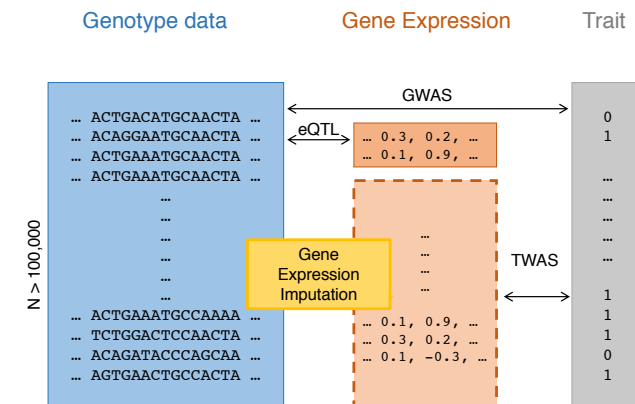 Genotype data Gene Expression Trait
GWAS
… ACTGACATGCAACTA … 0
… ACAGGAATGCAACTA … eQTL … 0.3, 0.2, … 1
… ACTGAAATGCAACTA … … 0.1, 0.9, …
… ACTGAAATGCAACTA … …
… …
… … …
… Gene … …
… Expression … TWAS …
… Imputation … 1
… ACTGAAATGCCAAAA … … 0.1, 0.9, … 1
… TCTGGACTCCAACTA … … 0.3, 0.2, … 1
… ACAGATACCCAGCAA … … 0.1, −0.3, … 0
… AGTGAACTGCCACTA … 1
N > 100,000